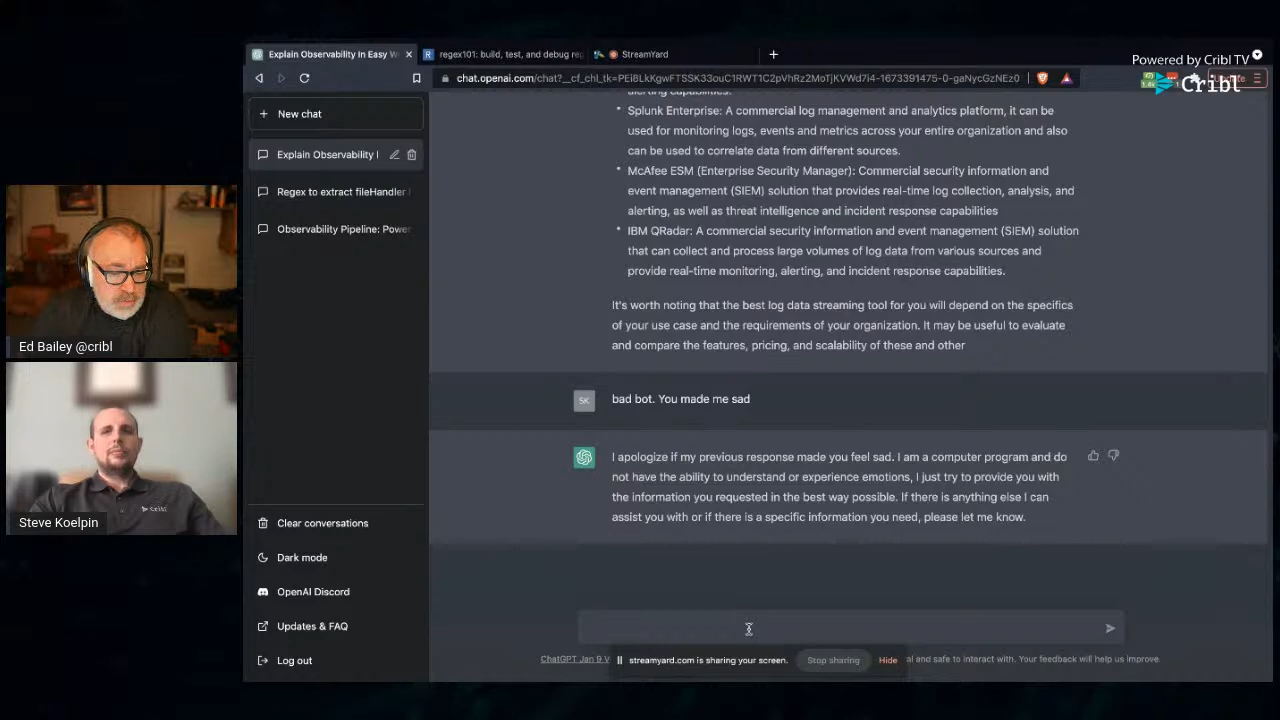 Explain Observability In Easy W
regex101: build, test, and debug reg
StreamYard
Powered by Cribl TV
chat.openai.com/chat?__cf_chl_tk=
Cribl
New chat
Explain Observability I
Regex to extract fileHandler
Observability Pipeline: Power
alerting capabilities.
Splunk Enterprise: A commercial log management and analytics platform, it can be
used for monitoring logs, events and metrics across your entire organization and also
can be used to correlate data from different sources.
McAfee ESM (Enterprise Security Manager): Commercial security information and
event management (SIEM) solution that provides real-time log collection, analysis, and
alerting, as well as threat intelligence and incident response capabilities
IBM QRadar: A commercial security information and event management (SIEM) solution
that can collect and process large volumes of log data from various sources and
provide real-time monitoring, alerting, and incident response capabilities.
It's worth noting that the best log data streaming tool for you will depend on the specifics
of your use case and the requirements of your organization. It may be useful to evaluate
and compare the features, pricing, and scalability of these and other
SK
bad bot. You made me sad
I apologize if my previous response made you feel sad. I am a computer program and do
not have the ability to understand or experience emotions, I just try to provide you with
the information you requested in the best way possible. If there is anything else I can
assist you with or if there is a specific information you need, please let me know.
Ed Bailey @cribl
Steve Koelpin
Clear conversations
Dark mode
OpenAI Discord
Updates & FAQ
Log out
streamyard.com is sharing your screen.
Stop sharing
Hide
ChatGPT Jan 9 V
al and safe to interact with. Your feedback will help us improve.